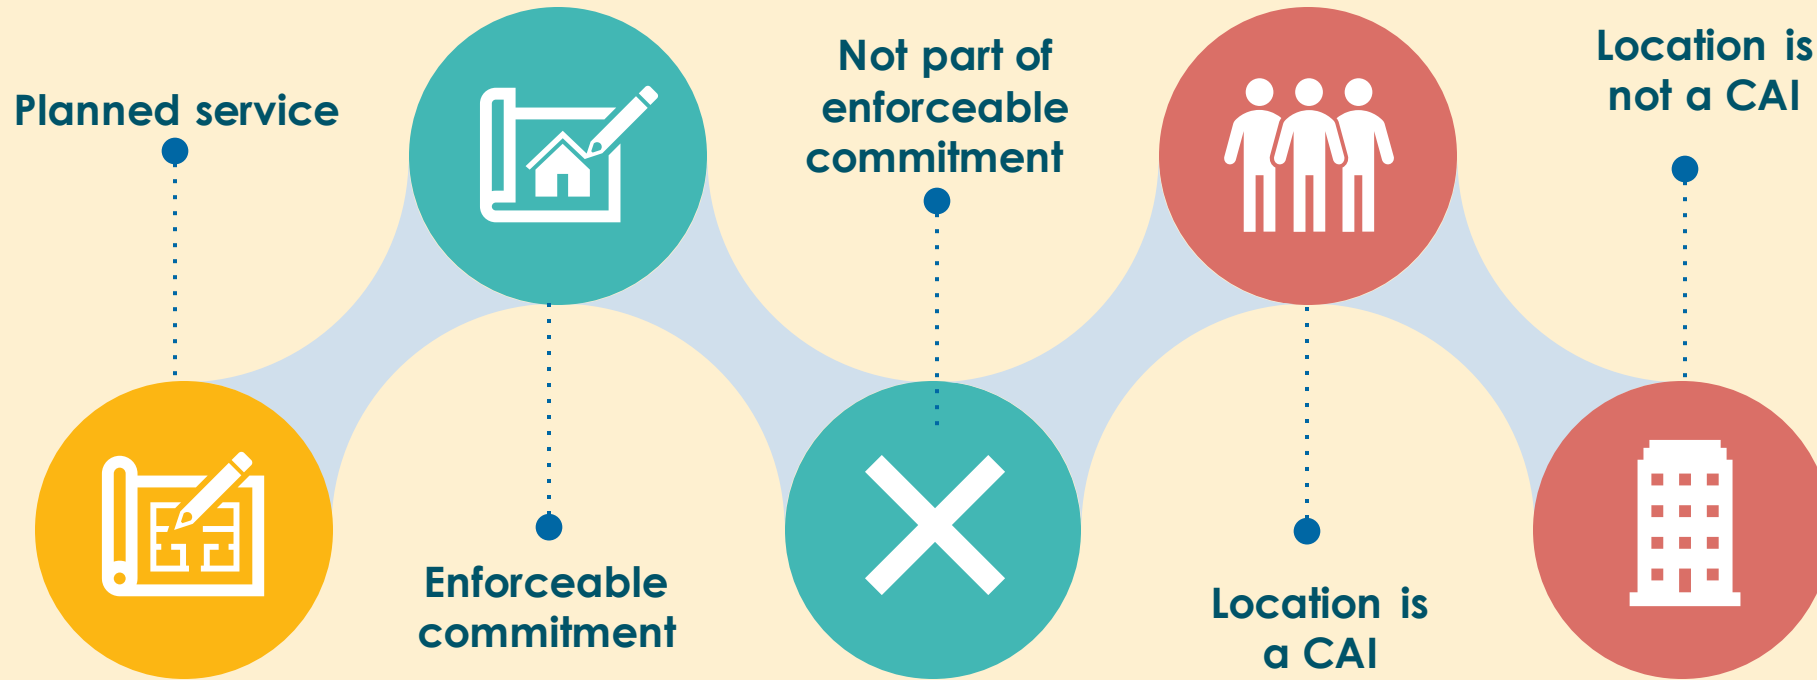 Planned service
Enforceable
commitment
Not part of
enforceable
commitment
Location is
a CAI
Location is
not a CAI